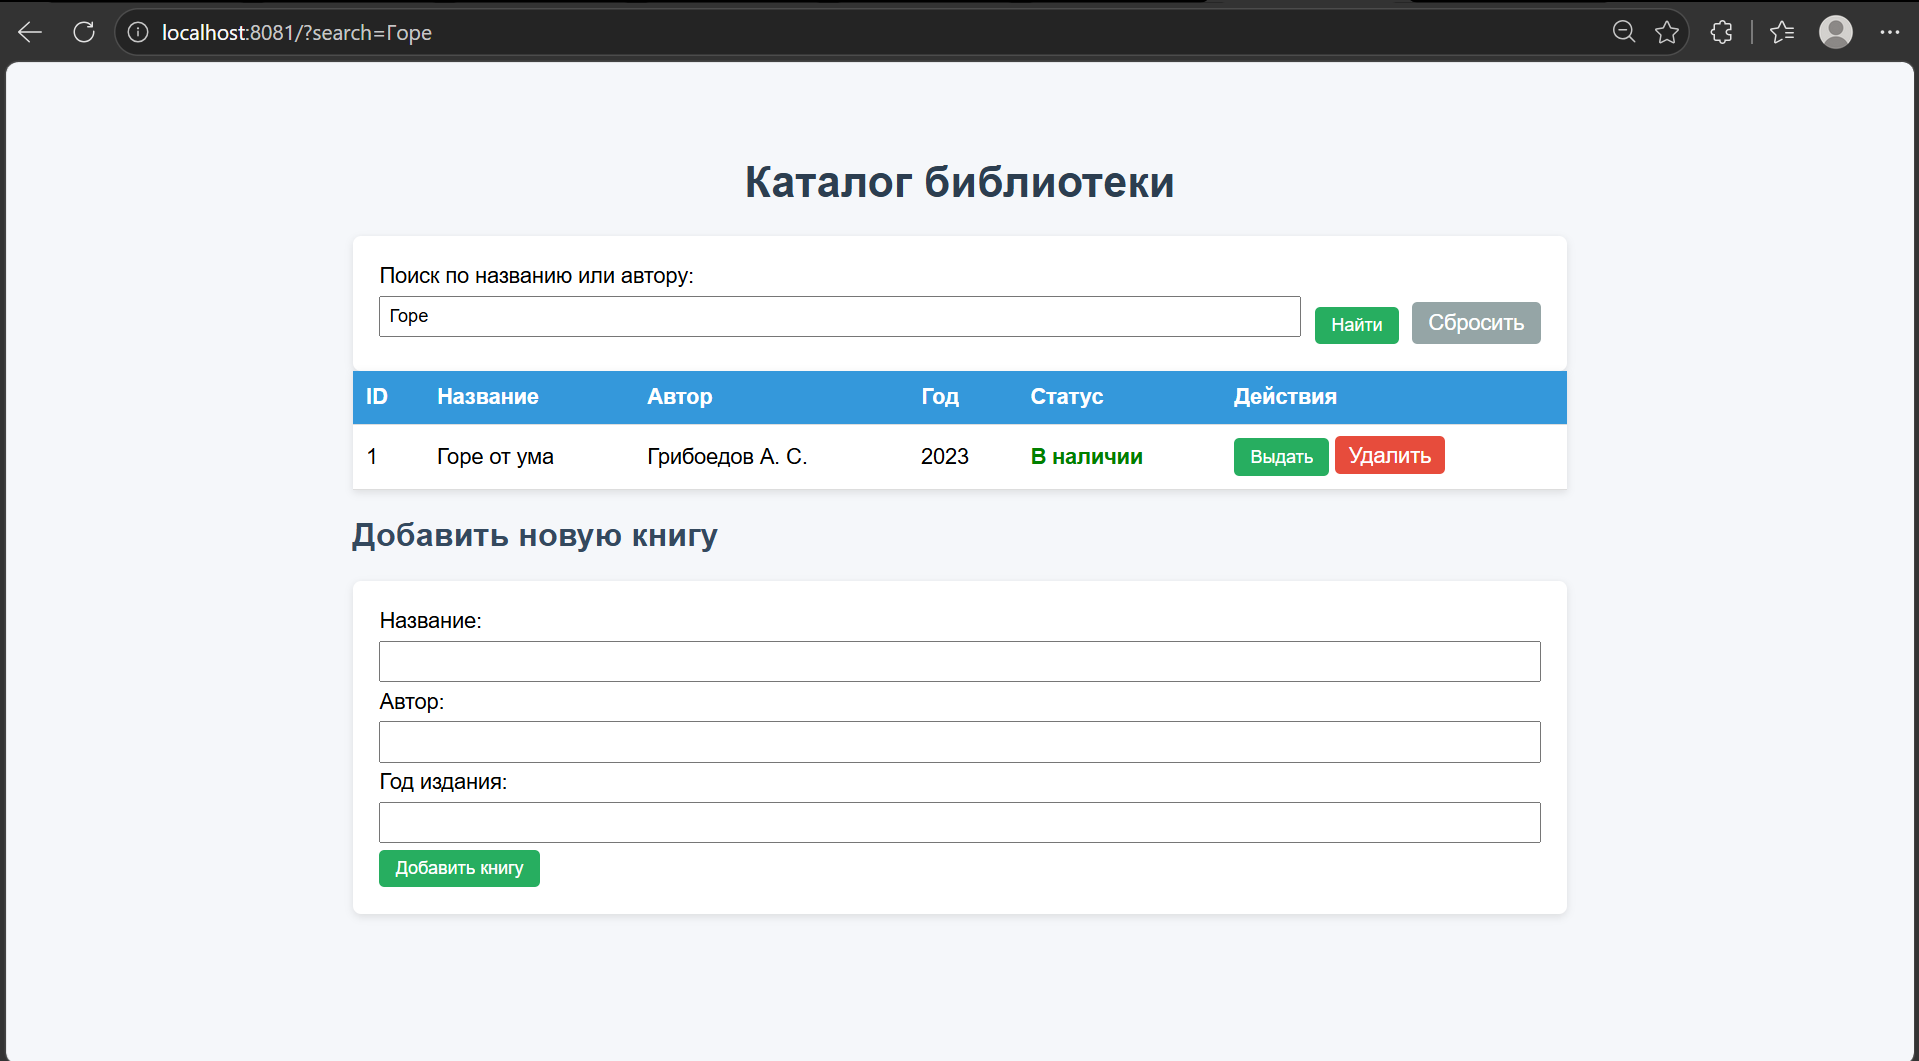 localhost:8081/?search=Горе
Каталог библиотеки
Поиск по названию или автору:
Горе
Найти
Сбросить
ID Название Автор Год Статус Действия
1 Горе от ума Грибоедов А. С. 2023 В наличии Выдать Удалить
Добавить новую книгу
Название:
Автор:
Год издания:
Добавить книгу